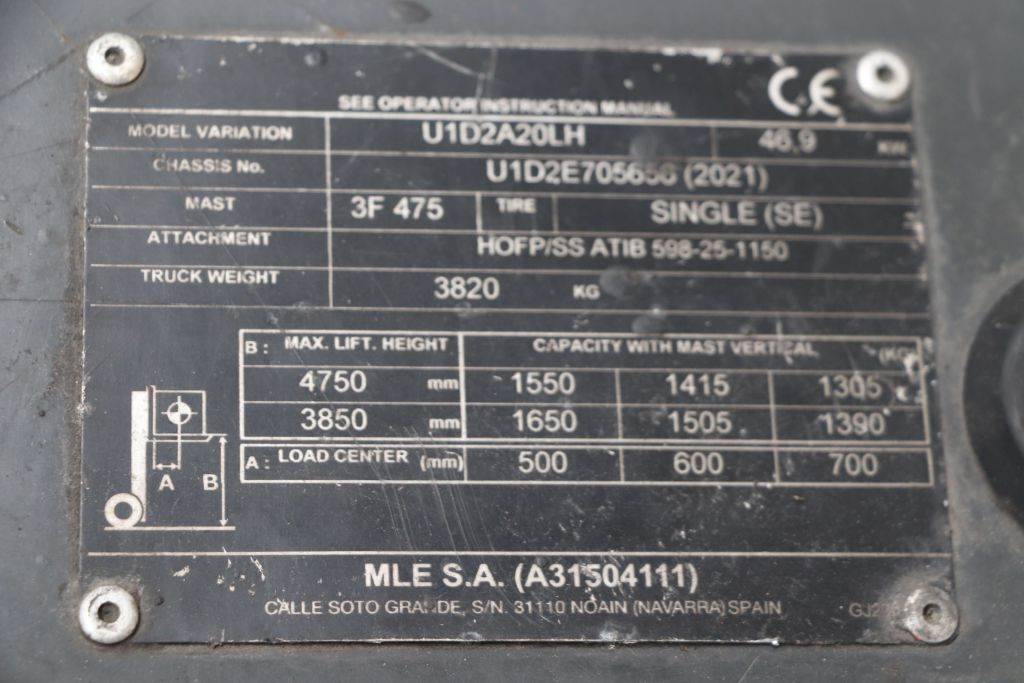 CE
SEE OPERATOR INSTRUCTION MANUAL
MODEL VARIATION U1D2A20LH 46,9 KW
CHASSIS No. (2021)
MAST 3F 475 TIRE SINGLE (SE)
ATTACHMENT HOFP/SS ATIB 598-25-1150
TRUCK WEIGHT 3820 KG
B: MAX. LIFT. HEIGHT CAPACITY WITH MAST VERTICAL (KG)
4750 mm 1550 1415 1305
3850 mm 1650 1505 1390
A: LOAD CENTER (mm) 500 600 700
A B
MLE S.A. (A31504111)
CALLE SOTO GRANDE, S/N. 31110 NOAIN (NAVARRA) SPAIN